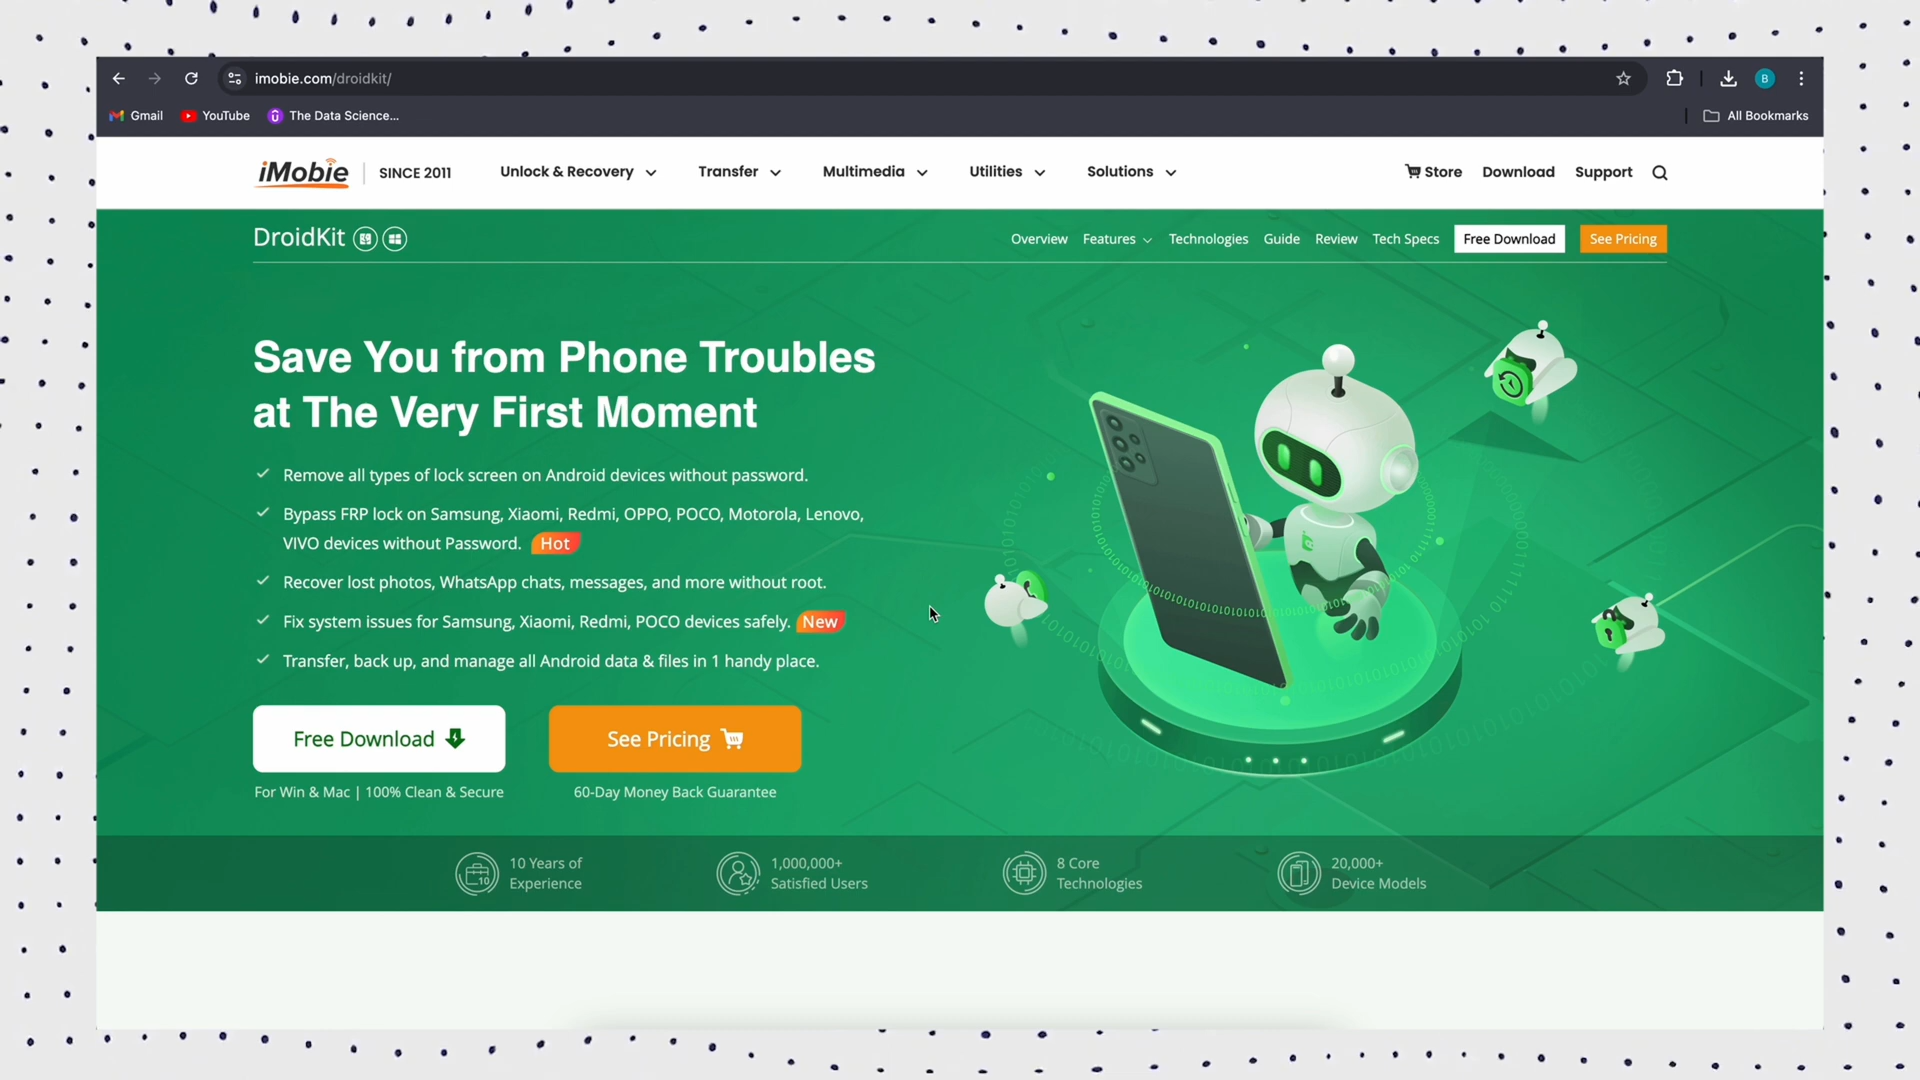 imobie.com/droidkit/
B
Gmail
YouTube
The Data Science...
All Bookmarks
iMobie
SINCE 2011
Unlock & Recovery
Transfer
Multimedia
Utilities
Solutions
Store
Download
Support
DroidKit
Overview
Features
Technologies
Guide
Review
Tech Specs
Free Download
See Pricing
Save You from Phone Troubles
at The Very First Moment
Remove all types of lock screen on Android devices without password.
Bypass FRP lock on Samsung, Xiaomi, Redmi, OPPO, POCO, Motorola, Lenovo,
VIVO devices without Password. Hot
Recover lost photos, WhatsApp chats, messages, and more without root.
Fix system issues for Samsung, Xiaomi, Redmi, POCO devices safely. New
Transfer, back up, and manage all Android data & files in 1 handy place.
Free Download
See Pricing
For Win & Mac | 100% Clean & Secure
60-Day Money Back Guarantee
10
10 Years of
Experience
1,000,000+
Satisfied Users
8 Core
Technologies
20,000+
Device Models